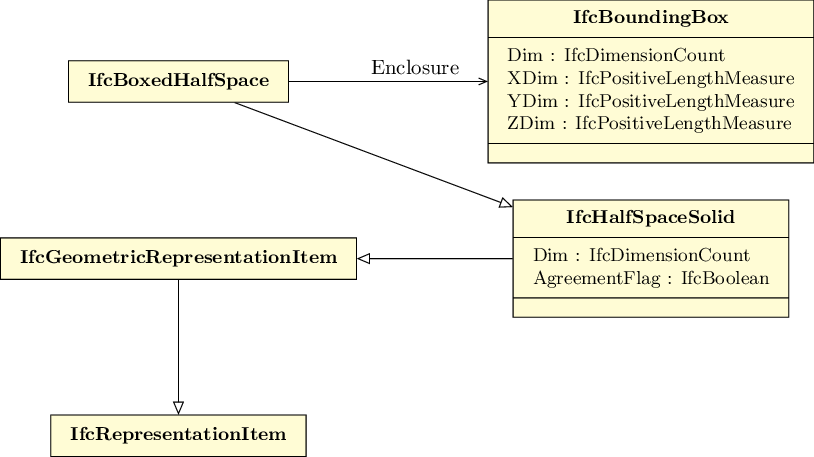 IfcBoundingBox
Dim : IfcDimensionCount
XDim : IfcPositiveLengthMeasure
YDim : IfcPositiveLengthMeasure
ZDim : IfcPositiveLengthMeasure
IfcBoxedHalfSpace
Enclosure
IfcHalfSpaceSolid
Dim : IfcDimensionCount
AgreementFlag : IfcBoolean
IfcGeometricRepresentationItem
IfcRepresentationItem